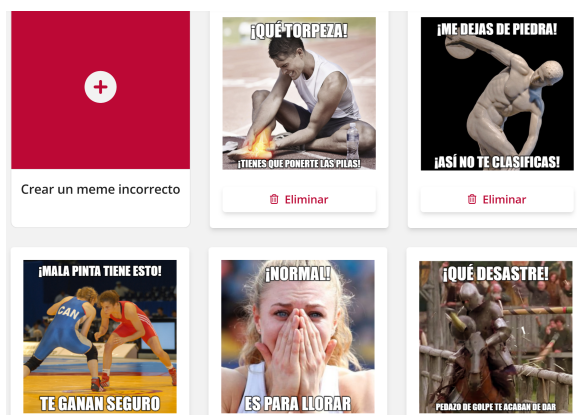 ¡QUÉ TORPEZA!
¡TIENES QUE PONERTE LAS PILAS!
Eliminar
¡ME DEJAS DE PIEDRA!
¡ASÍ NO TE CLASIFICAS!
Eliminar
Crear un meme incorrecto
¡MALA PINTA TIENE ESTO!
CAN
TE GANAN SEGURO
¡NORMAL!
ES PARA LLORAR
¡QUÉ DESASTRE!
PEDAZO DE GOLPE TE ACABAN DE DAR